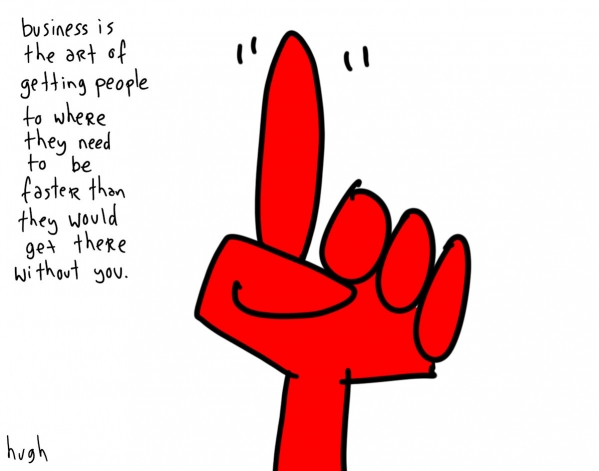 business is
the art of
getting people
to where
they need
to be
faster than
they would
get there
without you.
hugh